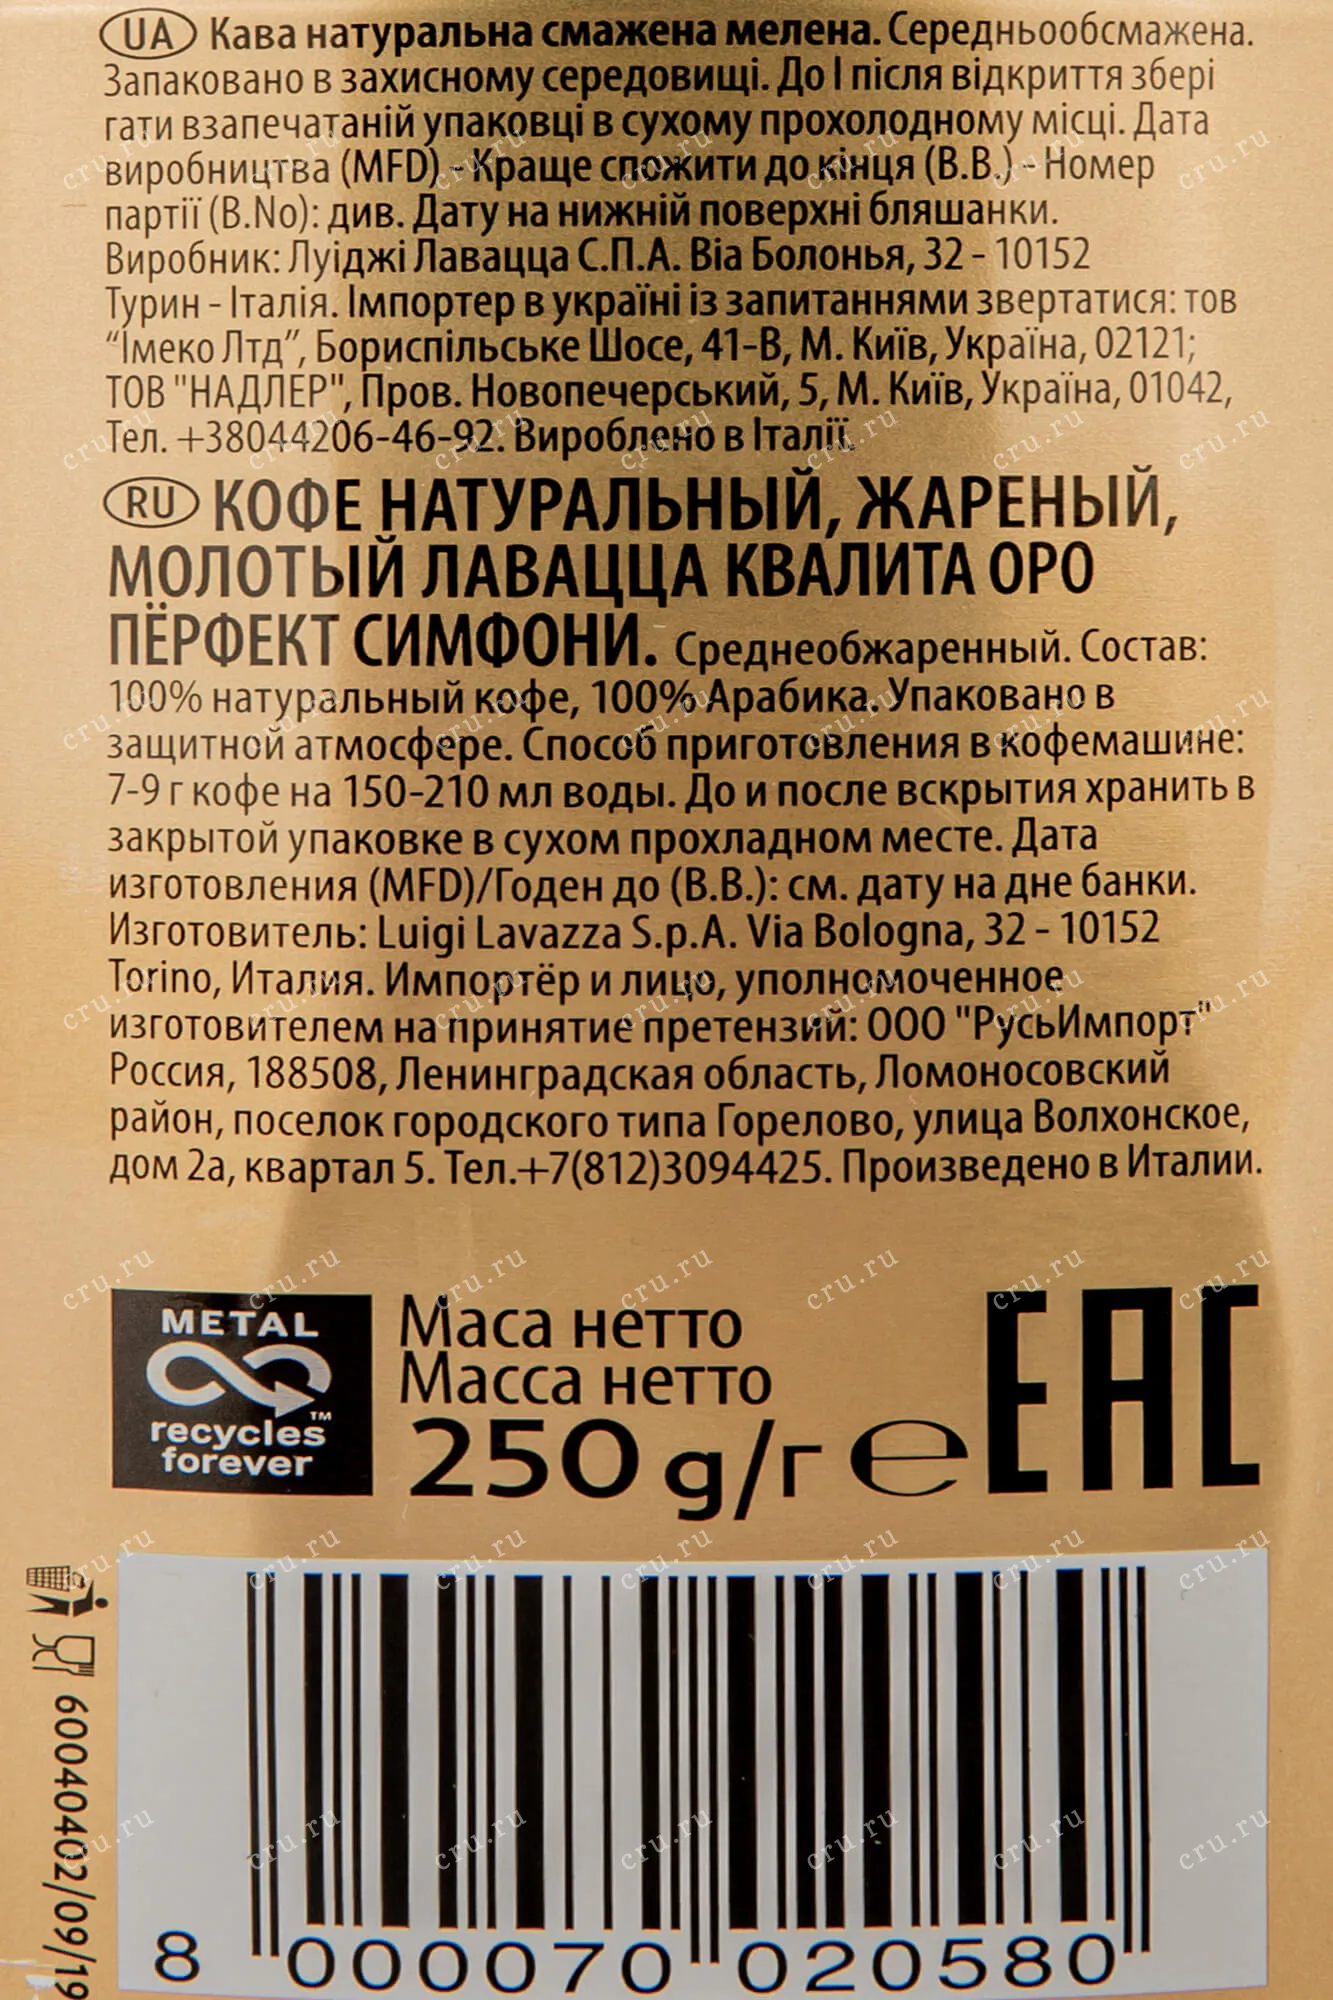 UA Кава натуральна смажена мелена. Середньообсмажена.
Запаковано в захисному середовищі. До І після відкриття збері
гати взапечатаній упаковці в сухому прохолодному місці. Дата
виробництва (MFD) - Краще спожити до кінця (B.B.) - Номер
партії (B.No): див. Дату на нижній поверхні бляшанки.
Виробник: Луіджі Лавацца С.П.А. Віа Болонья, 32 - 10152
Турин - Італія. Імпортер в україні із запитаннями звертатися: тов
“Імеко Лтд”, Бориспільське Шосе, 41-В, М. Київ, Україна, 02121;
ТОВ "НАДЛЕР", Пров. Новопечерський, 5, М. Київ, Україна, 01042,
Тел. +38044206-46-92. Вироблено в Італії.
RU КОФЕ НАТУРАЛЬНЫЙ, ЖАРЕНЫЙ,
МОЛОТЫЙ ЛАВАЦЦА КВАЛИТА ОРО
ПЁРФЕКТ СИМФОНИ. Среднеобжаренный. Состав:
100% натуральный кофе, 100% Арабика. Упаковано в
защитной атмосфере. Способ приготовления в кофемашине:
7-9 г кофе на 150-210 мл воды. До и после вскрытия хранить в
закрытой упаковке в сухом прохладном месте. Дата
изготовления (MFD)/Годен до (B.B.): см. дату на дне банки.
Изготовитель: Luigi Lavazza S.p.A. Via Bologna, 32 - 10152
Torino, Италия. Импортёр и лицо, уполномоченное
изготовителем на принятие претензий: ООО "РусьИмпорт"
Россия, 188508, Ленинградская область, Ломоносовский
район, поселок городского типа Горелово, улица Волхонское,
дом 2а, квартал 5. Тел.+7(812)3094425. Произведено в Италии.
METAL
recycles™
forever
Маса нетто
Масса нетто
250 g/г e
EAC
6004042/09/19
8 000070 020580
cru.ru